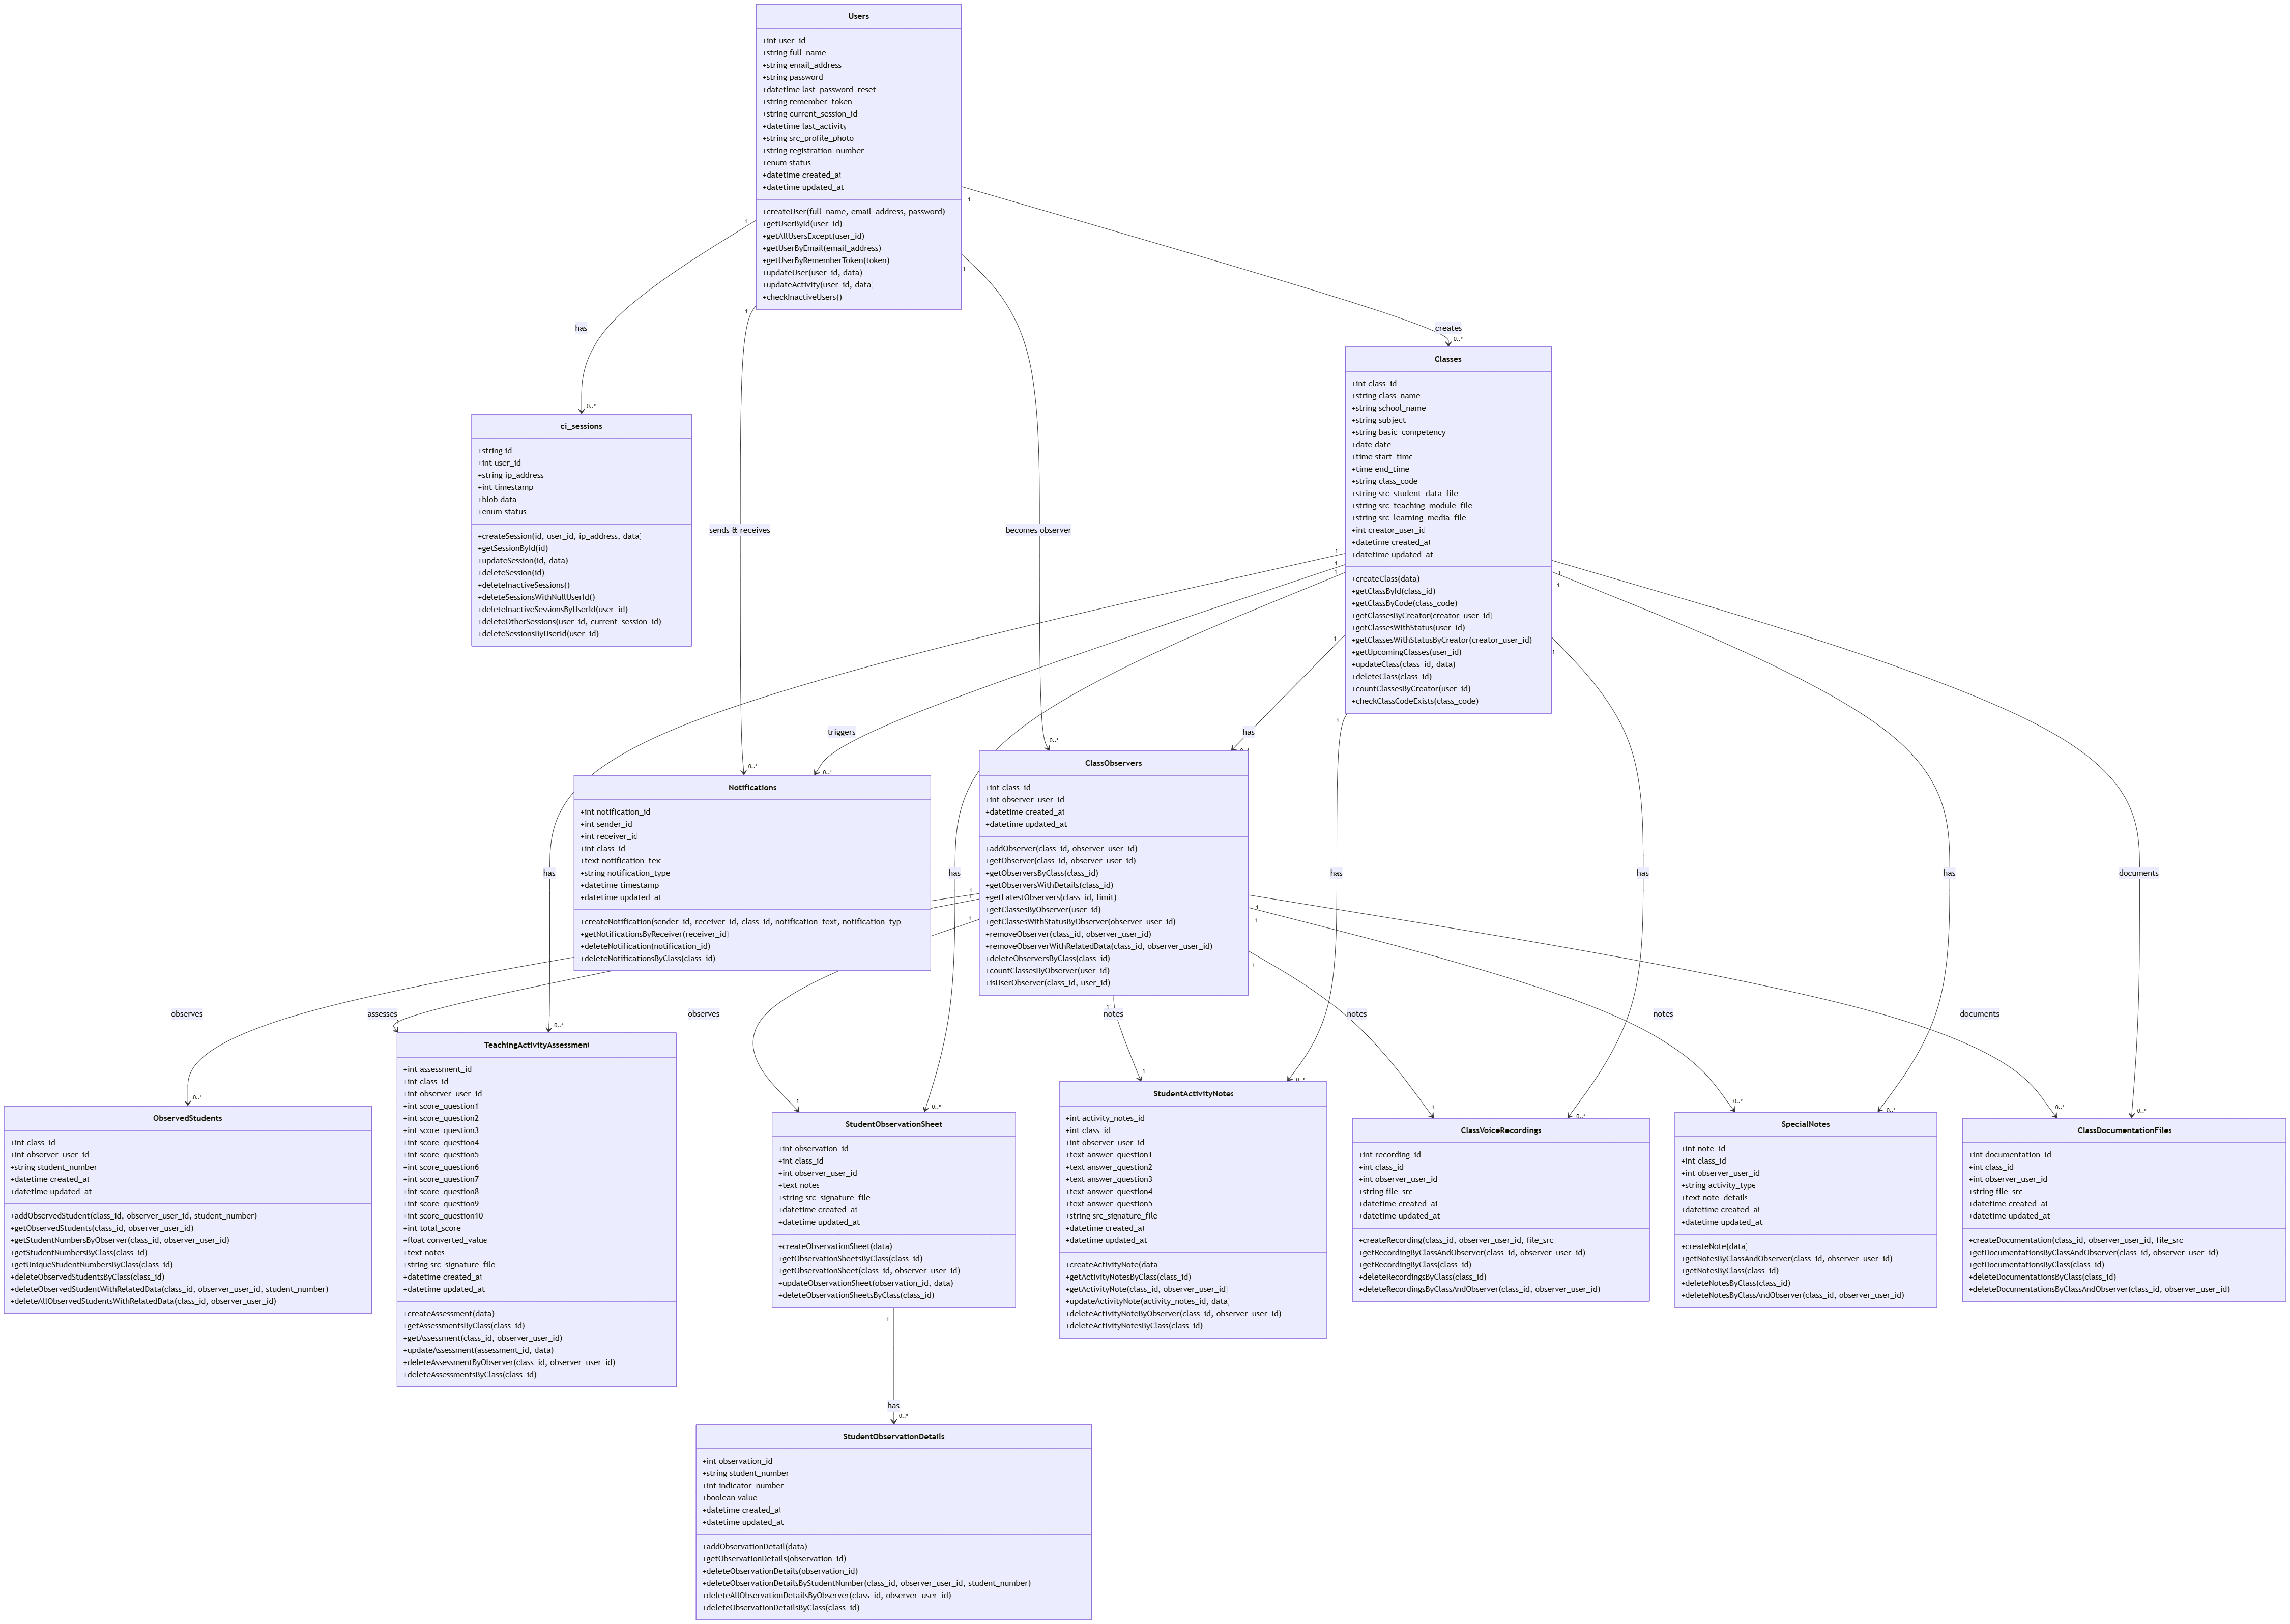 Users
+int user_id
+string full_name
+string email_address
+string password
+datetime last_password_reset
+string remember_token
+string current_session_id
+datetime last_activity
+string src_profile_photo
+string registration_number
+enum status
+datetime created_at
+datetime updated_at
+createUser(full_name, email_address, password)
+getUserById(user_id)
+getAllUsersExcept(user_id)
+getUserByEmail(email_address)
+getUserByRememberToken(token)
+updateUser(user_id, data)
+updateActivity(user_id, data
+checkInactiveUsers()
1
1
1
1
has
creates
0..*
0..*
Classes
+int class_id
+string class_name
+string school_name
+string subject
+string basic_competency
+date date
+time start_time
+time end_time
+string class_code
+string src_student_data_file
+string src_teaching_module_file
+string src_learning_media_file
+int creator_user_id
+datetime created_at
+datetime updated_at
+createClass(data)
+getClassById(class_id)
+getClassByCode(class_code)
+getClassesByCreator(creator_user_id)
+getClassesWithStatus(user_id)
+getClassesWithStatusByCreator(creator_user_id)
+getUpcomingClasses(user_id)
+updateClass(class_id, data)
+deleteClass(class_id)
+countClassesByCreator(user_id)
+checkClassCodeExists(class_code)
ci_sessions
+string id
+int user_id
+string ip_address
+int timestamp
+blob data
+enum status
+createSession(id, user_id, ip_address, data)
+getSessionById(id)
+updateSession(id, data)
+deleteSession(id)
+deleteInactiveSessions()
+deleteSessionsWithNullUserId()
+deleteInactiveSessionsByUserId(user_id)
+deleteOtherSessions(user_id, current_session_id)
+deleteSessionsByUserId(user_id)
sends & receives
becomes observer
1
1
1
1
1
1
1
1
1
triggers
has
0..*
0..*
0..*
0..*
Notifications
+int notification_id
+int sender_id
+int receiver_id
+int class_id
+text notification_tex
+string notification_type
+datetime timestamp
+datetime updated_at
+createNotification(sender_id, receiver_id, class_id, notification_text, notification_typ
+getNotificationsByReceiver(receiver_id)
+deleteNotification(notification_id)
+deleteNotificationsByClass(class_id)
ClassObservers
+int class_id
+int observer_user_id
+datetime created_at
+datetime updated_at
+addObserver(class_id, observer_user_id)
+getObserver(class_id, observer_user_id)
+getObserversByClass(class_id)
+getObserversWithDetails(class_id)
+getLatestObservers(class_id, limit)
+getClassesByObserver(user_id)
+getClassesWithStatusByObserver(observer_user_id)
+removeObserver(class_id, observer_user_id)
+removeObserverWithRelatedData(class_id, observer_user_id)
+deleteObserversByClass(class_id)
+countClassesByObserver(user_id)
+isUserObserver(class_id, user_id)
has
has
has
has
has
documents
1
1
1
1
1
1
1
observes
assesses
observes
notes
notes
notes
documents
0..*
1
0..*
1
0..*
1
0..*
1
0..*
0..*
0..*
0..*
0..*
ObservedStudents
+int class_id
+int observer_user_id
+string student_number
+datetime created_at
+datetime updated_at
+addObservedStudent(class_id, observer_user_id, student_number)
+getObservedStudents(class_id, observer_user_id)
+getStudentNumbersByObserver(class_id, observer_user_id)
+getStudentNumbersByClass(class_id)
+getUniqueStudentNumbersByClass(class_id)
+deleteObservedStudentsByClass(class_id)
+deleteObservedStudentWithRelatedData(class_id, observer_user_id, student_number)
+deleteAllObservedStudentsWithRelatedData(class_id, observer_user_id)
TeachingActivityAssessment
+int assessment_id
+int class_id
+int observer_user_id
+int score_question1
+int score_question2
+int score_question3
+int score_question4
+int score_question5
+int score_question6
+int score_question7
+int score_question8
+int score_question9
+int score_question10
+int total_score
+float converted_value
+text notes
+string src_signature_file
+datetime created_at
+datetime updated_at
+createAssessment(data)
+getAssessmentsByClass(class_id)
+getAssessment(class_id, observer_user_id)
+updateAssessment(assessment_id, data)
+deleteAssessmentByObserver(class_id, observer_user_id)
+deleteAssessmentsByClass(class_id)
StudentObservationSheet
+int observation_id
+int class_id
+int observer_user_id
+text notes
+string src_signature_file
+datetime created_at
+datetime updated_at
+createObservationSheet(data)
+getObservationSheetsByClass(class_id)
+getObservationSheet(class_id, observer_user_id)
+updateObservationSheet(observation_id, data)
+deleteObservationSheetsByClass(class_id)
StudentActivityNotes
+int activity_notes_id
+int class_id
+int observer_user_id
+text answer_question1
+text answer_question2
+text answer_question3
+text answer_question4
+text answer_question5
+string src_signature_file
+datetime created_at
+datetime updated_at
+createActivityNote(data
+getActivityNotesByClass(class_id)
+getActivityNote(class_id, observer_user_id)
+updateActivityNote(activity_notes_id, data)
+deleteActivityNoteByObserver(class_id, observer_user_id)
+deleteActivityNotesByClass(class_id)
ClassVoiceRecordings
+int recording_id
+int class_id
+int observer_user_id
+string file_src
+datetime created_at
+datetime updated_at
+createRecording(class_id, observer_user_id, file_src
+getRecordingByClassAndObserver(class_id, observer_user_id)
+getRecordingByClass(class_id)
+deleteRecordingsByClass(class_id)
+deleteRecordingsByClassAndObserver(class_id, observer_user_id)
SpecialNotes
+int note_id
+int class_id
+int observer_user_id
+string activity_type
+text note_details
+datetime created_at
+datetime updated_at
+createNote(data)
+getNotesByClassAndObserver(class_id, observer_user_id)
+getNotesByClass(class_id)
+deleteNotesByClass(class_id)
+deleteNotesByClassAndObserver(class_id, observer_user_id)
ClassDocumentationFiles
+int documentation_id
+int class_id
+int observer_user_id
+string file_src
+datetime created_at
+datetime updated_at
+createDocumentation(class_id, observer_user_id, file_src
+getDocumentationsByClassAndObserver(class_id, observer_user_id)
+getDocumentationsByClass(class_id)
+deleteDocumentationsByClass(class_id)
+deleteDocumentationsByClassAndObserver(class_id, observer_user_id)
1
has
0..*
StudentObservationDetails
+int observation_id
+string student_number
+int indicator_number
+boolean value
+datetime created_at
+datetime updated_at
+addObservationDetail(data)
+getObservationDetails(observation_id)
+deleteObservationDetails(observation_id)
+deleteObservationDetailsByStudentNumber(class_id, observer_user_id, student_number)
+deleteAllObservationDetailsByObserver(class_id, observer_user_id)
+deleteObservationDetailsByClass(class_id)